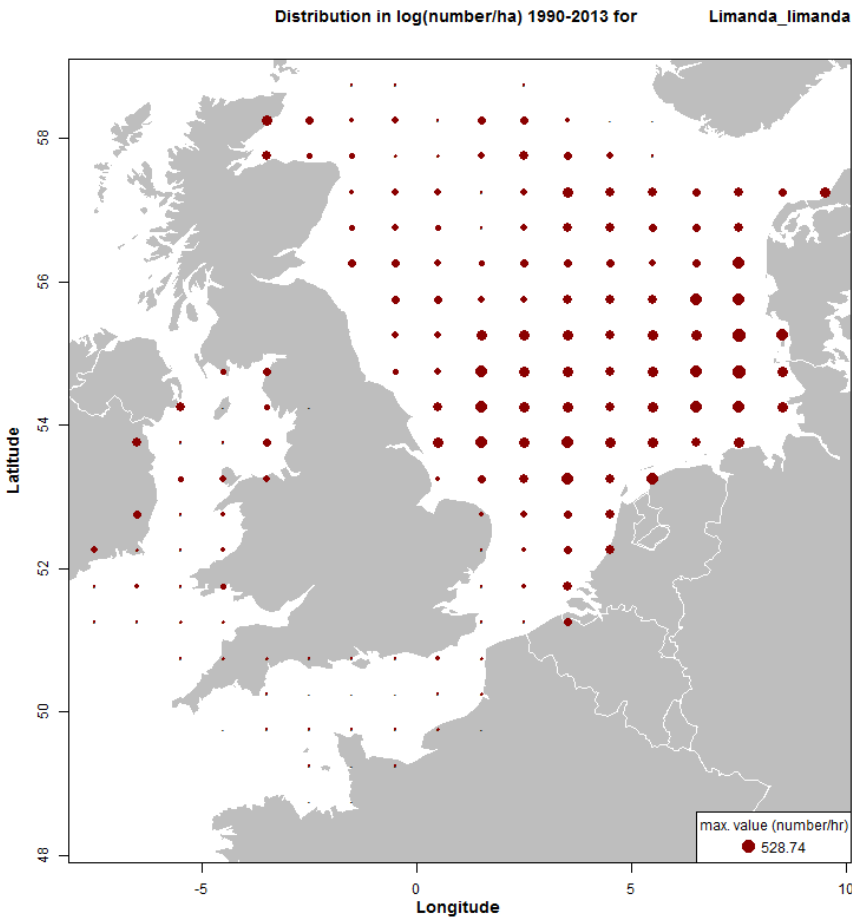 Distribution in log(number/ha) 1990-2013 for Limanda_limanda
58
56
54
52
50
48
Latitude
max. value (number/hr)
528.74
-5 0 5 10
Longitude